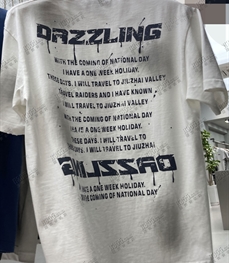 DAZZLING
WITH THE COMING OF NATIONAL DAY
I HAVE A ONE WEEK HOLIDAY.
THESE DAYS, I WILL TRAVEL TO JIUZHAI VALLEY
TRAVEL RAIDERS AND I HAVE KNOWN
I WILL TRAVEL TO JIUZHAI VALLEY
WITH THE COMING OF NATIONAL DAY
I HAVE A ONE WEEK HOLIDAY.
THESE DAYS, I WILL TRAVEL TO
I WILL TRAVEL TO JIUZHAI
DAZZLING
HAVE A ONE WEEK HOLIDAY.
COMING OF NATIONAL DAY